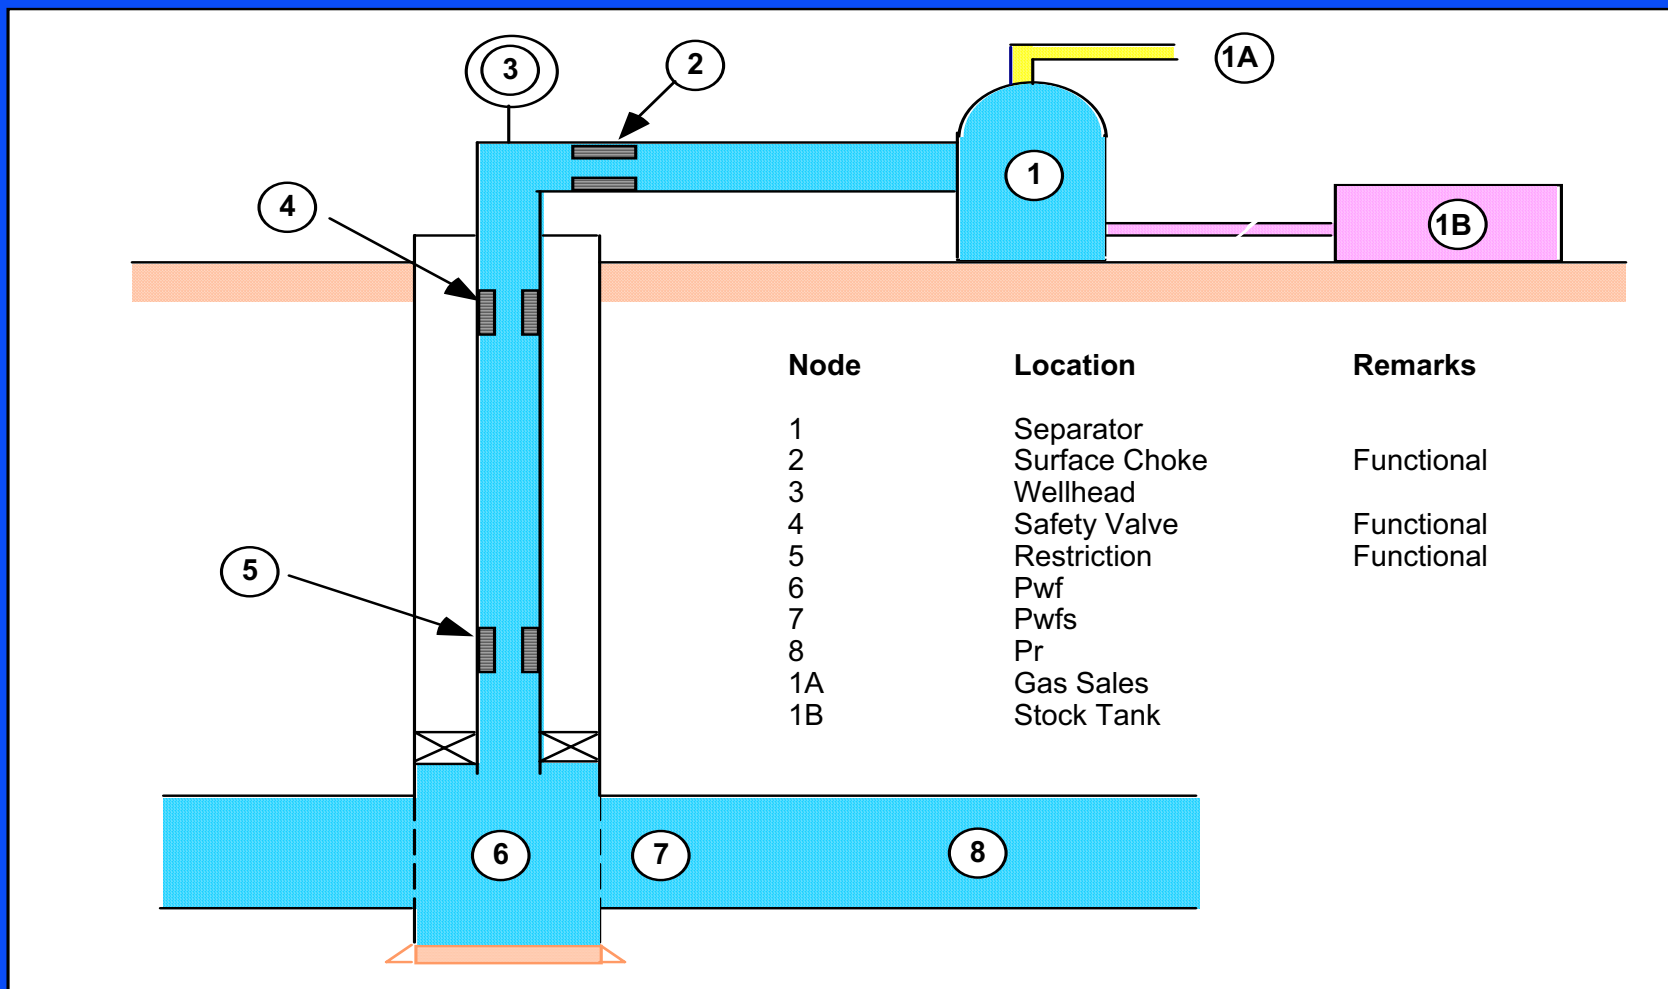 3
2
1A
1
4
1B
Node Location Remarks
1 Separator
2 Surface Choke Functional
3 Wellhead
4 Safety Valve Functional
5 Restriction Functional
6 Pwf
7 Pwfs
8 Pr
1A Gas Sales
1B Stock Tank
5
6
7
8